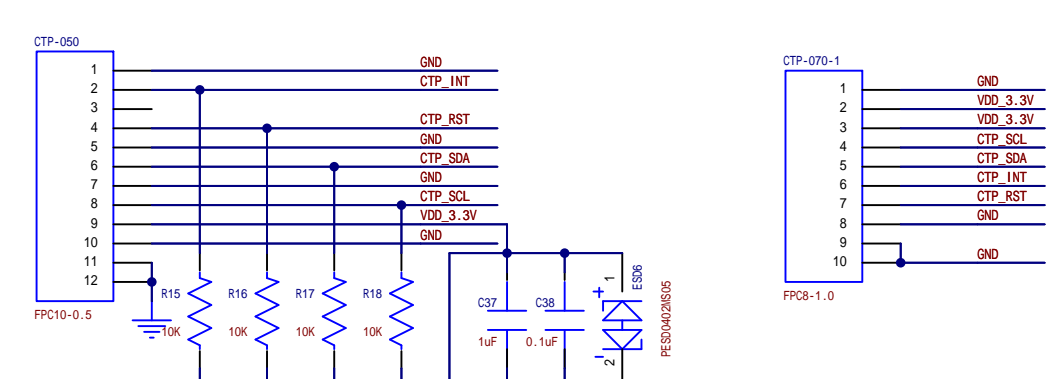 CTP-050
1 GND
2 CTP_INT
3
4 CTP_RST
5 GND
6 CTP_SDA
7 GND
8 CTP_SCL
9 VDD_3.3V
10 GND
11
12
FPC10-0.5
R15 R16 R17 R18
10K 10K 10K 10K
C37 C38
1uF 0.1uF
+ 1 ESD6
− 2 PESD0402MS05
CTP-070-1
1 GND
2 VDD_3.3V
3 VDD_3.3V
4 CTP_SCL
5 CTP_SDA
6 CTP_INT
7 CTP_RST
8 GND
9
10 GND
FPC8-1.0